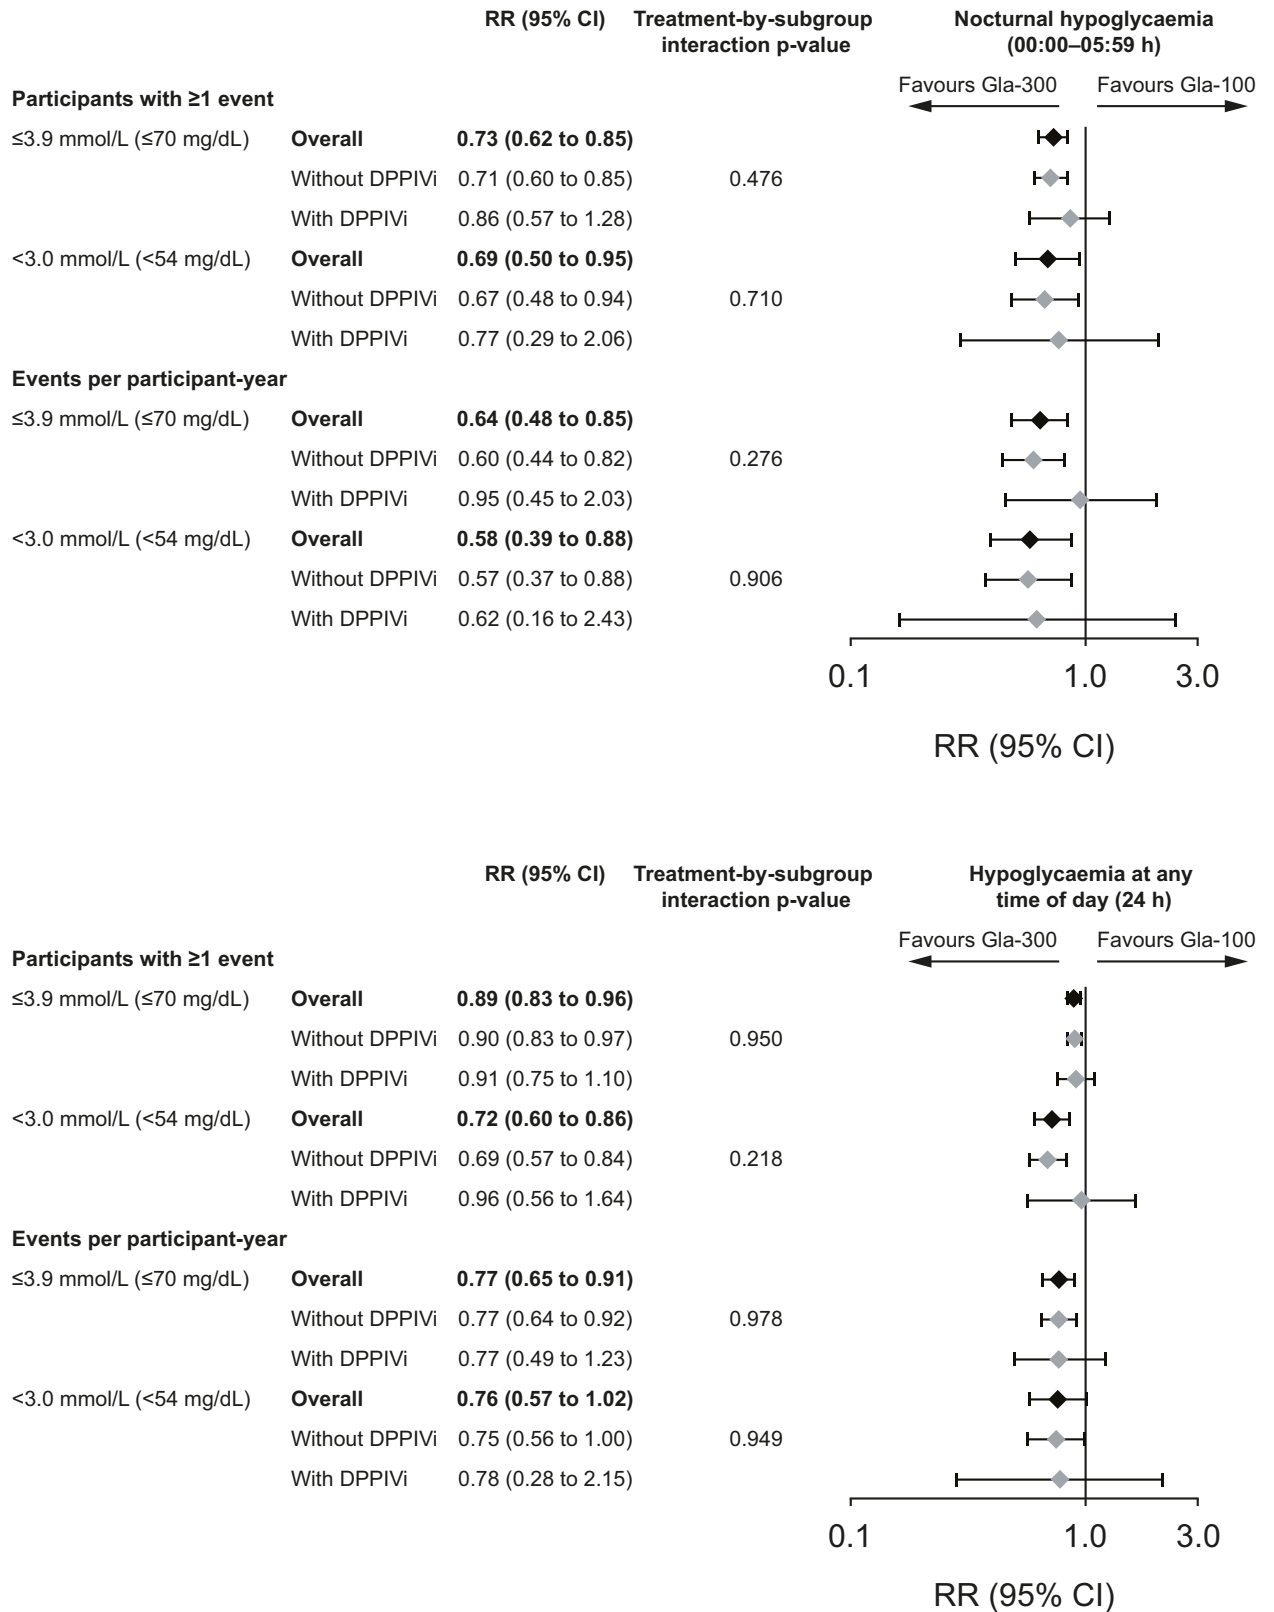 RR (95% CI) Treatment-by-subgroup Nocturnal hypoglycaemia
interaction p-value (00:00–05:59 h)
Favours Gla-300 Favours Gla-100
Participants with ≥1 event
≤3.9 mmol/L (≤70 mg/dL) Overall 0.73 (0.62 to 0.85)
Without DPPIVi 0.71 (0.60 to 0.85) 0.476
With DPPIVi 0.86 (0.57 to 1.28)
<3.0 mmol/L (<54 mg/dL) Overall 0.69 (0.50 to 0.95)
Without DPPIVi 0.67 (0.48 to 0.94) 0.710
With DPPIVi 0.77 (0.29 to 2.06)
Events per participant-year
≤3.9 mmol/L (≤70 mg/dL) Overall 0.64 (0.48 to 0.85)
Without DPPIVi 0.60 (0.44 to 0.82) 0.276
With DPPIVi 0.95 (0.45 to 2.03)
<3.0 mmol/L (<54 mg/dL) Overall 0.58 (0.39 to 0.88)
Without DPPIVi 0.57 (0.37 to 0.88) 0.906
With DPPIVi 0.62 (0.16 to 2.43)
0.1 1.0 3.0
RR (95% CI)
RR (95% CI) Treatment-by-subgroup Hypoglycaemia at any
interaction p-value time of day (24 h)
Favours Gla-300 Favours Gla-100
Participants with ≥1 event
≤3.9 mmol/L (≤70 mg/dL) Overall 0.89 (0.83 to 0.96)
Without DPPIVi 0.90 (0.83 to 0.97) 0.950
With DPPIVi 0.91 (0.75 to 1.10)
<3.0 mmol/L (<54 mg/dL) Overall 0.72 (0.60 to 0.86)
Without DPPIVi 0.69 (0.57 to 0.84) 0.218
With DPPIVi 0.96 (0.56 to 1.64)
Events per participant-year
≤3.9 mmol/L (≤70 mg/dL) Overall 0.77 (0.65 to 0.91)
Without DPPIVi 0.77 (0.64 to 0.92) 0.978
With DPPIVi 0.77 (0.49 to 1.23)
<3.0 mmol/L (<54 mg/dL) Overall 0.76 (0.57 to 1.02)
Without DPPIVi 0.75 (0.56 to 1.00) 0.949
With DPPIVi 0.78 (0.28 to 2.15)
0.1 1.0 3.0
RR (95% CI)